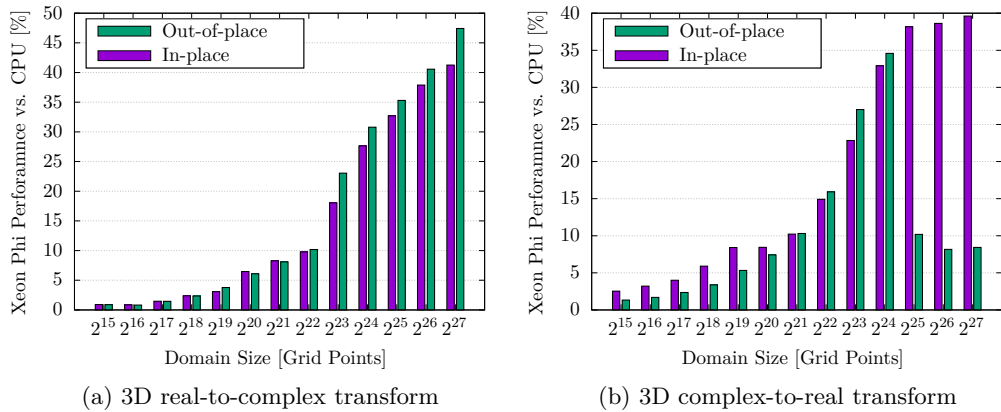 Xeon Phi Perforamnce vs. CPU [%]
50
45
40
35
30
25
20
15
10
5
0
Out-of-place
In-place
2^15 2^16 2^17 2^18 2^19 2^20 2^21 2^22 2^23 2^24 2^25 2^26 2^27
Domain Size [Grid Points]
(a) 3D real-to-complex transform
Xeon Phi Perforamnce vs. CPU [%]
40
35
30
25
20
15
10
5
0
Out-of-place
In-place
2^15 2^16 2^17 2^18 2^19 2^20 2^21 2^22 2^23 2^24 2^25 2^26 2^27
Domain Size [Grid Points]
(b) 3D complex-to-real transform